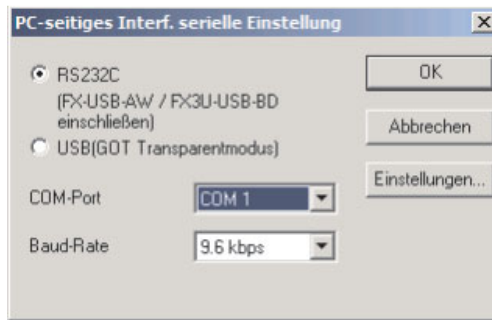 PC-seitiges Interf. serielle Einstellung
RS232C
(FX-USB-AW / FX3U-USB-BD
einschließen)
USB(GOT Transparentmodus)
COM-Port
COM 1
Baud-Rate
9.6 kbps
OK
Abbrechen
Einstellungen...